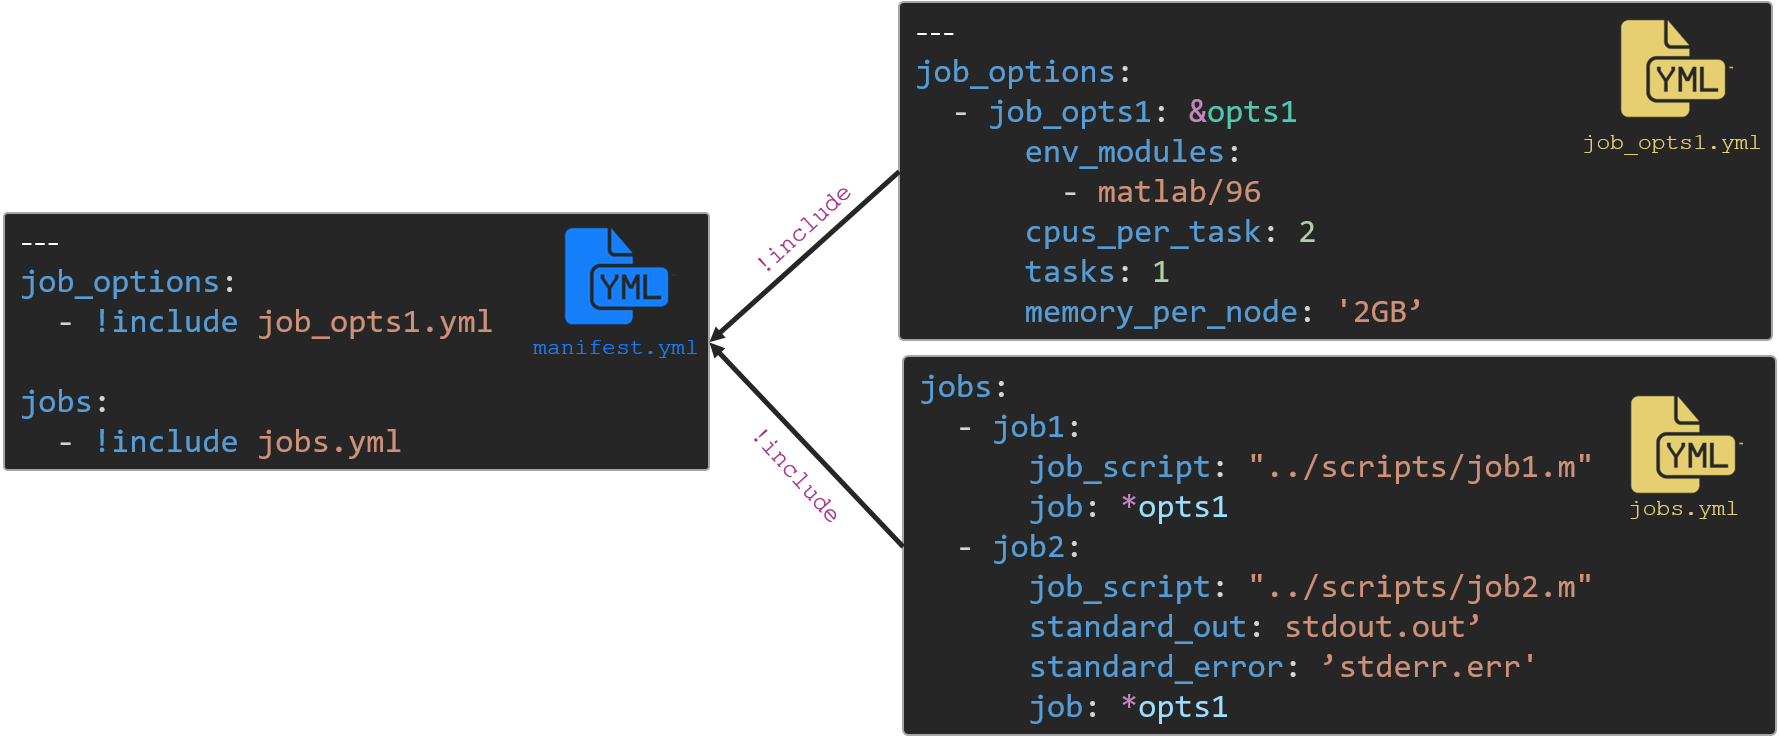 ---
job_options:
  - !include job_opts1.yml

jobs:
  - !include jobs.yml
YML
manifest.yml
!include
!include
---
job_options:
  - job_opts1: &opts1
      env_modules:
        - matlab/96
      cpus_per_task: 2
      tasks: 1
      memory_per_node: '2GB’
YML
job_opts1.yml
jobs:
  - job1:
      job_script: "../scripts/job1.m"
      job: *opts1
  - job2:
      job_script: "../scripts/job2.m"
      standard_out: stdout.out’
      standard_error: ’stderr.err'
      job: *opts1
YML
jobs.yml